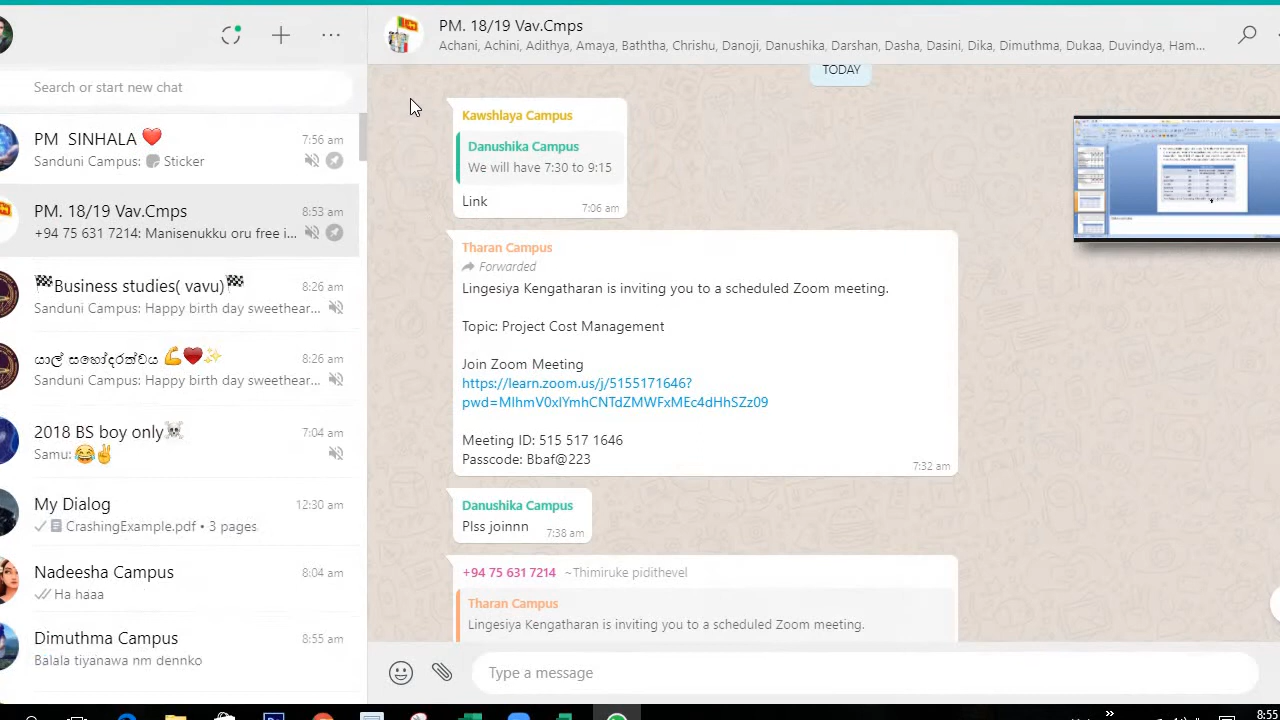 PM. 18/19 Vav.Cmps
Achani, Achini, Adithya, Amaya, Baththa, Chrishu, Danoji, Danushika, Darshan, Dasha, Dasini, Dika, Dimuthma, Dukaa, Duvindya, Ham...
Search or start new chat
PM SINHALA ❤️
7:56 am
Sanduni Campus: Sticker
PM. 18/19 Vav.Cmps
8:53 am
+94 75 631 7214: Manisenukku oru free i...
🏁Business studies( vavu)🏁
8:26 am
Sanduni Campus: Happy birth day sweethear...
යාල් සහෝදරත්වය 💪❤️✨
8:26 am
Sanduni Campus: Happy birth day sweethear...
2018 BS boy only☠️
7:04 am
Samu: 😂✌️
My Dialog
12:30 am
CrashingExample.pdf • 3 pages
Nadeesha Campus
8:04 am
Ha haaa
Dimuthma Campus
8:55 am
Balala tiyanawa nm dennko
TODAY
Kawshlaya Campus
Danushika Campus
we will have 7:30 to 9:15
Lnk
7:06 am
Tharan Campus
Forwarded
Lingesiya Kengatharan is inviting you to a scheduled Zoom meeting.
Topic: Project Cost Management
Join Zoom Meeting
https://learn.zoom.us/j/5155171646?
pwd=MlhmV0xlYmhCNTdZMWFxMEc4dHhSZz09
Meeting ID: 515 517 1646
Passcode: Bbaf@223
7:32 am
Danushika Campus
Plss joinnn
7:38 am
+94 75 631 7214 ~Thimiruke pidithevel
Tharan Campus
Lingesiya Kengatharan is inviting you to a scheduled Zoom meeting.
Type a message
8:55